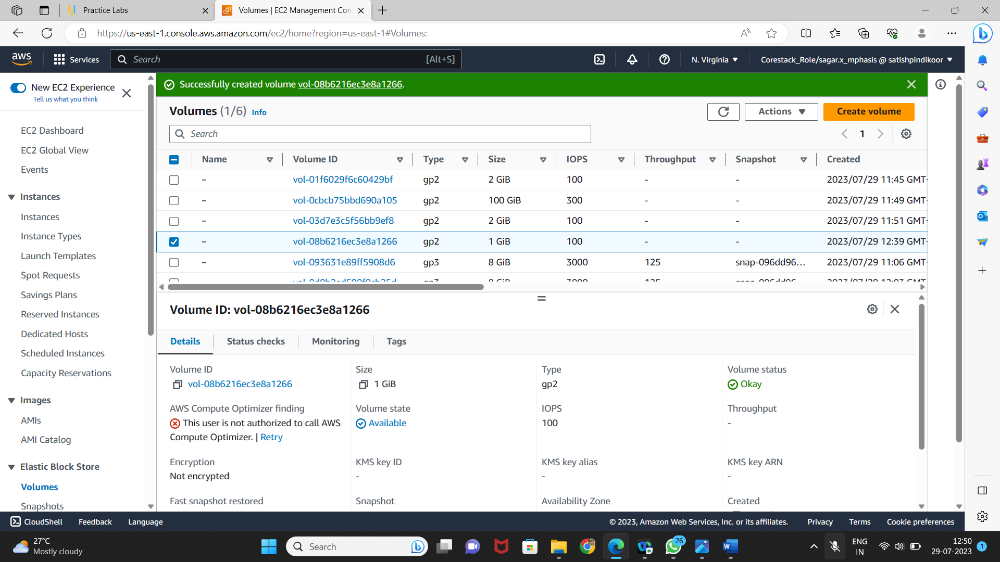 Practice Labs
Volumes | EC2 Management Con
https://us-east-1.console.aws.amazon.com/ec2/home?region=us-east-1#Volumes:
aws
Services
Search
[Alt+S]
N. Virginia
Corestack_Role/sagar.x_mphasis @ satishpindikoor
New EC2 Experience
Tell us what you think
EC2 Dashboard
EC2 Global View
Events
Instances
Instances
Instance Types
Launch Templates
Spot Requests
Savings Plans
Reserved Instances
Dedicated Hosts
Scheduled Instances
Capacity Reservations
Images
AMIs
AMI Catalog
Elastic Block Store
Volumes
Snapshots
Successfully created volume vol-08b6216ec3e8a1266.
Volumes (1/6) Info
Actions
Create volume
Search
1
Name Volume ID Type Size IOPS Throughput Snapshot Created
– vol-01f6029f6c60429bf gp2 2 GiB 100 - - 2023/07/29 11:45 GMT
– vol-0cbcb75bbd690a105 gp2 100 GiB 300 - - 2023/07/29 11:49 GMT
– vol-03d7e3c5f56bb9ef8 gp2 2 GiB 100 - - 2023/07/29 11:51 GMT
– vol-08b6216ec3e8a1266 gp2 1 GiB 100 - - 2023/07/29 12:39 GMT
– vol-093631e89ff5908d6 gp3 8 GiB 3000 125 snap-096dd96... 2023/07/29 11:06 GMT
Volume ID: vol-08b6216ec3e8a1266
Details Status checks Monitoring Tags
Volume ID Size Type Volume status
vol-08b6216ec3e8a1266 1 GiB gp2 Okay
AWS Compute Optimizer finding Volume state IOPS Throughput
This user is not authorized to call AWS Available 100 -
Compute Optimizer. | Retry
Encryption KMS key ID KMS key alias KMS key ARN
Not encrypted - - -
Fast snapshot restored Snapshot Availability Zone Created
CloudShell Feedback Language
© 2023, Amazon Web Services, Inc. or its affiliates. Privacy Terms Cookie preferences
27°C
Mostly cloudy
Search
26
ENG
IN
12:50
29-07-2023
1